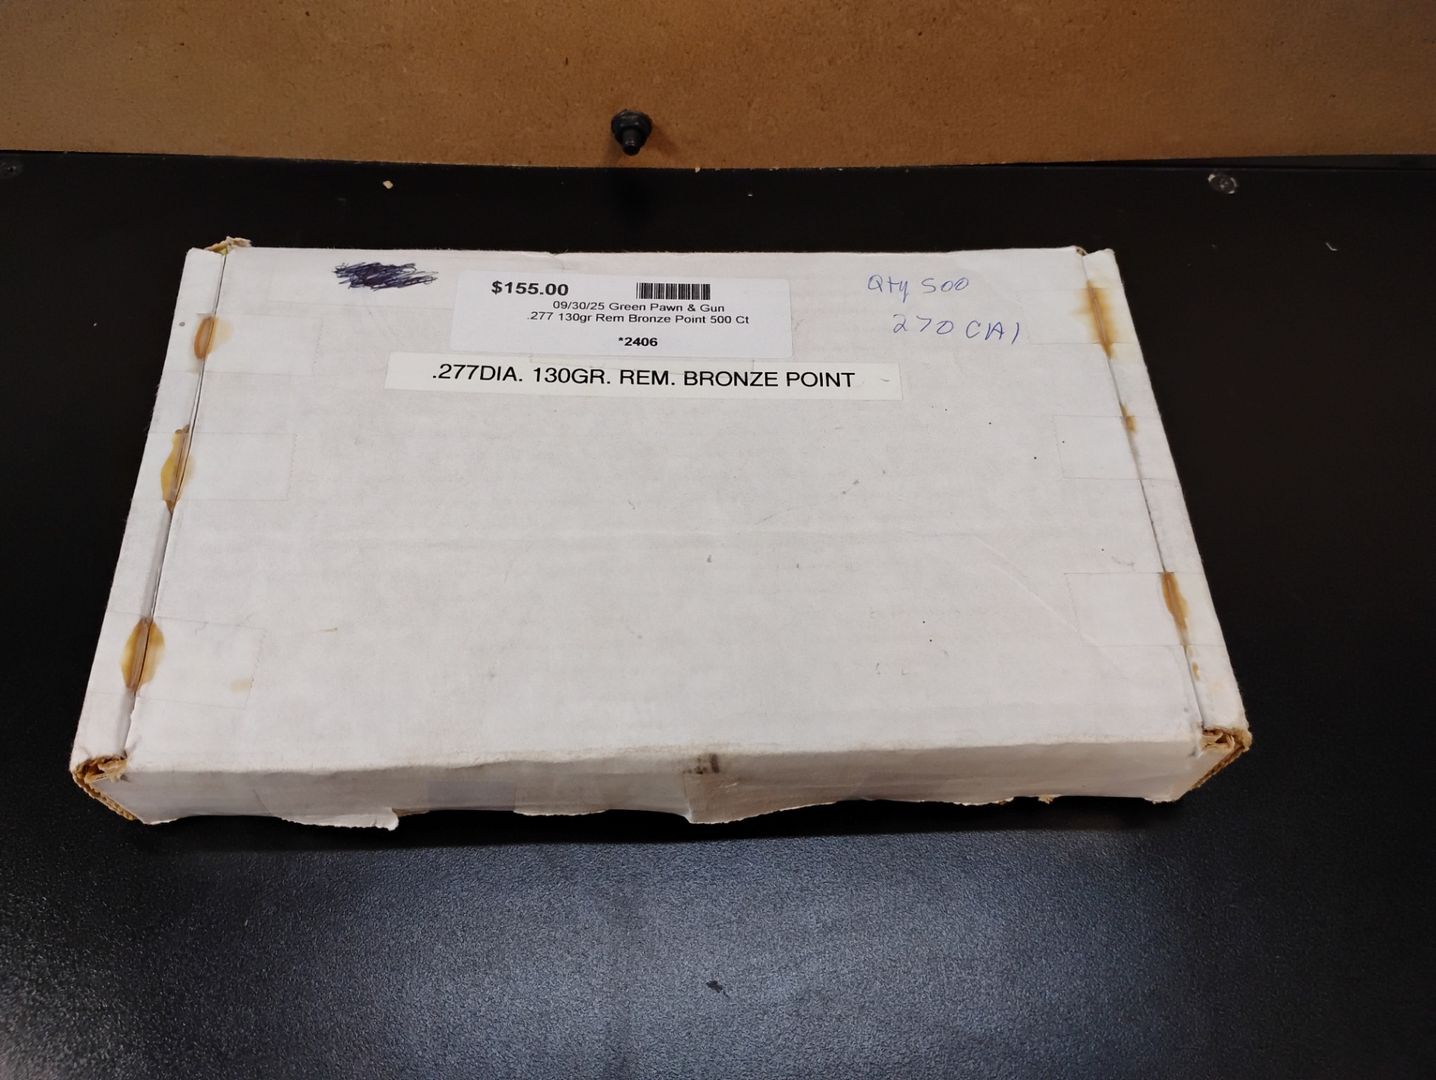 $155.00
09/30/25 Green Pawn & Gun
.277 130gr Rem Bronze Point 500 Ct
*2406
Qty 500
270 CAl
.277DIA. 130GR. REM. BRONZE POINT